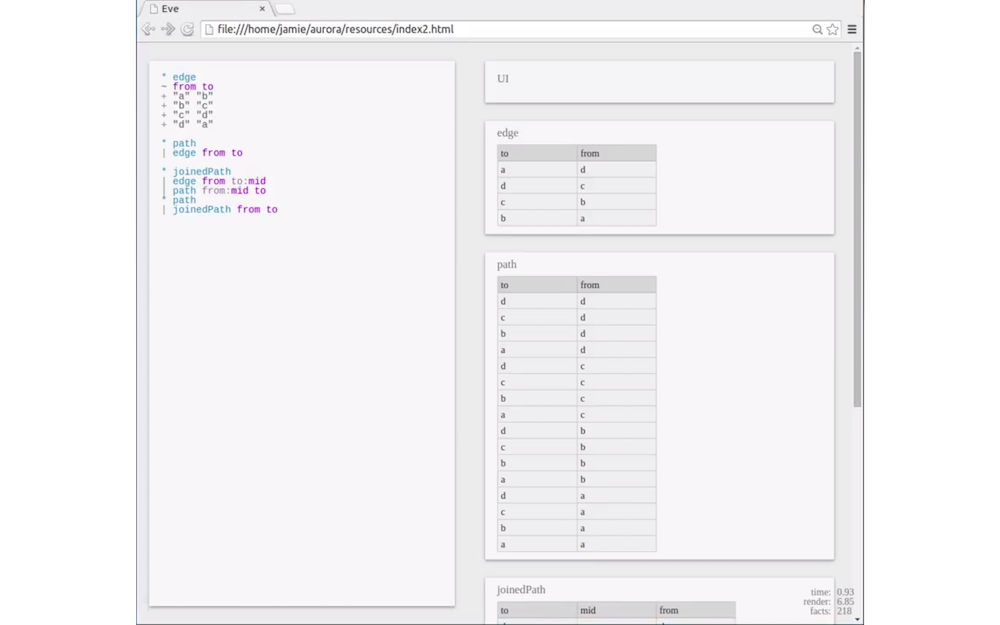 Eve
file:///home/jamie/aurora/resources/index2.html
* edge
~ from to
+ "a" "b"
+ "b" "c"
+ "c" "d"
+ "d" "a"
* path
| edge from to
* joinedPath
| edge from to:mid
| path from:mid to
* path
| joinedPath from to
UI
edge
to from
a d
d c
c b
b a
path
to from
d d
c d
b d
a d
d c
c c
b c
a c
d b
c b
b b
a b
d a
c a
b a
a a
joinedPath
to mid from
time: 0.93
render: 6.85
facts: 218